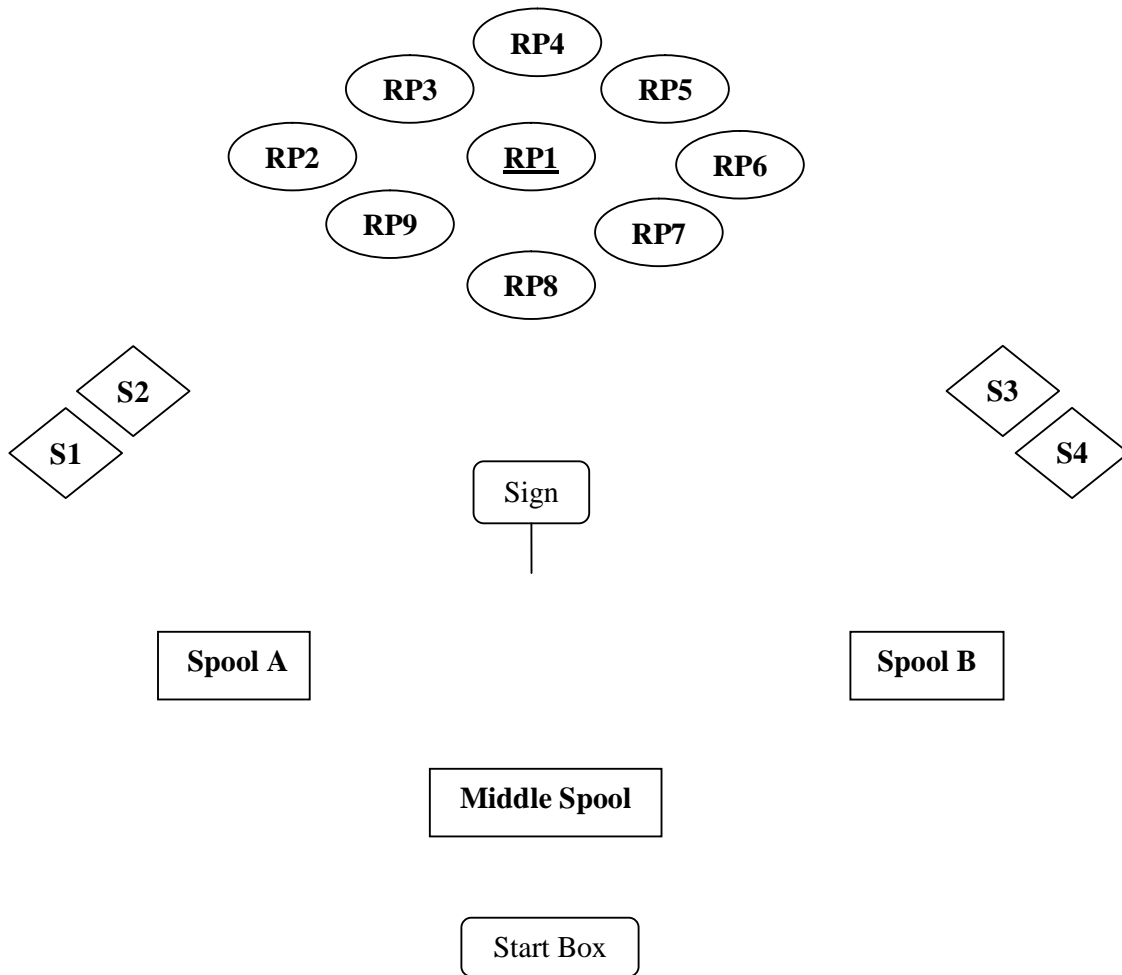 RP4
RP3
RP5
RP2
RP1
RP6
RP9
RP7
RP8
S2
S3
S1
S4
Sign
Spool A
Spool B
Middle Spool
Start Box